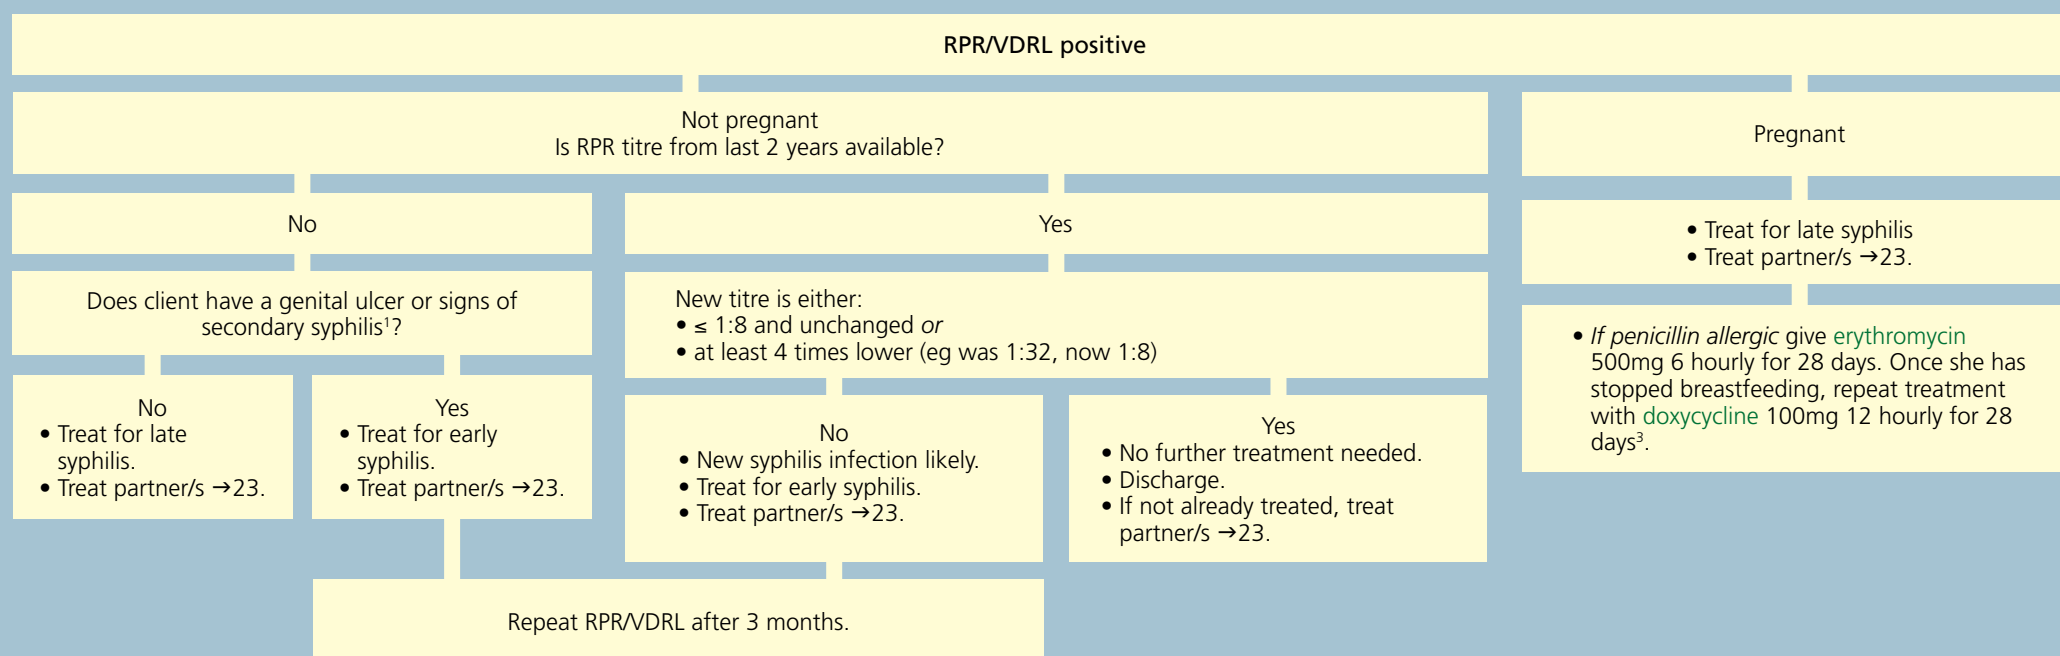 RPR/VDRL positive
Not pregnant
Is RPR titre from last 2 years available?
Pregnant
No
Yes
• Treat for late syphilis
• Treat partner/s →23.
Does client have a genital ulcer or signs of
secondary syphilis¹?
New titre is either:
• ≤ 1:8 and unchanged or
• at least 4 times lower (eg was 1:32, now 1:8)
• If penicillin allergic give erythromycin
500mg 6 hourly for 28 days. Once she has
stopped breastfeeding, repeat treatment
with doxycycline 100mg 12 hourly for 28
days³.
No
• Treat for late
syphilis.
• Treat partner/s →23.
Yes
• Treat for early
syphilis.
• Treat partner/s →23.
No
• New syphilis infection likely.
• Treat for early syphilis.
• Treat partner/s →23.
Yes
• No further treatment needed.
• Discharge.
• If not already treated, treat
partner/s →23.
Repeat RPR/VDRL after 3 months.